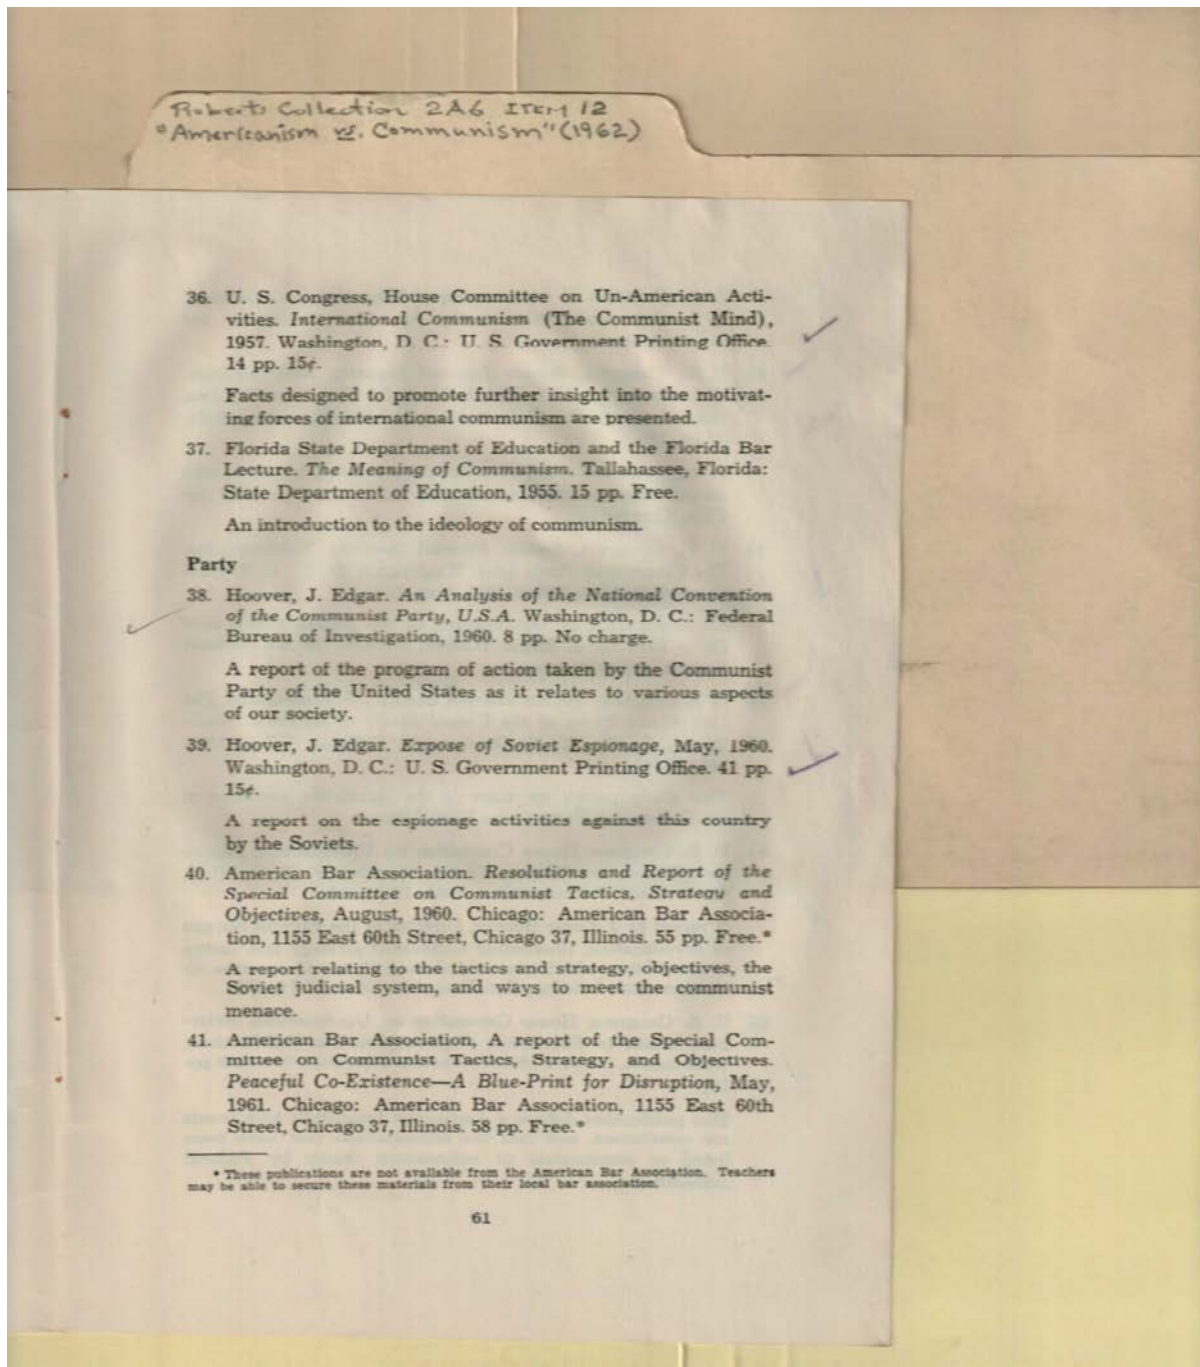 Roberts Collection 2A6 ITEM 12
"Americanism vs. Communism" (1962)
36. U. S. Congress, House Committee on Un-American Acti-
vities. International Communism (The Communist Mind),
1957. Washington, D. C.: U. S. Government Printing Office.
14 pp. 15¢.
Facts designed to promote further insight into the motivat-
ing forces of international communism are presented.
37. Florida State Department of Education and the Florida Bar
Lecture. The Meaning of Communism. Tallahassee, Florida:
State Department of Education, 1955. 15 pp. Free.
An introduction to the ideology of communism.
Party
38. Hoover, J. Edgar. An Analysis of the National Convention
of the Communist Party, U.S.A. Washington, D. C.: Federal
Bureau of Investigation, 1960. 8 pp. No charge.
A report of the program of action taken by the Communist
Party of the United States as it relates to various aspects
of our society.
39. Hoover, J. Edgar. Expose of Soviet Espionage, May, 1960.
Washington, D. C.: U. S. Government Printing Office. 41 pp.
15¢.
A report on the espionage activities against this country
by the Soviets.
40. American Bar Association. Resolutions and Report of the
Special Committee on Communist Tactics, Strategy and
Objectives, August, 1960. Chicago: American Bar Associa-
tion, 1155 East 60th Street, Chicago 37, Illinois. 55 pp. Free.*
A report relating to the tactics and strategy, objectives, the
Soviet judicial system, and ways to meet the communist
menace.
41. American Bar Association, A report of the Special Com-
mittee on Communist Tactics, Strategy, and Objectives.
Peaceful Co-Existence—A Blue-Print for Disruption, May,
1961. Chicago: American Bar Association, 1155 East 60th
Street, Chicago 37, Illinois. 58 pp. Free.*
* These publications are not available from the American Bar Association. Teachers
may be able to secure these materials from their local bar association.
61